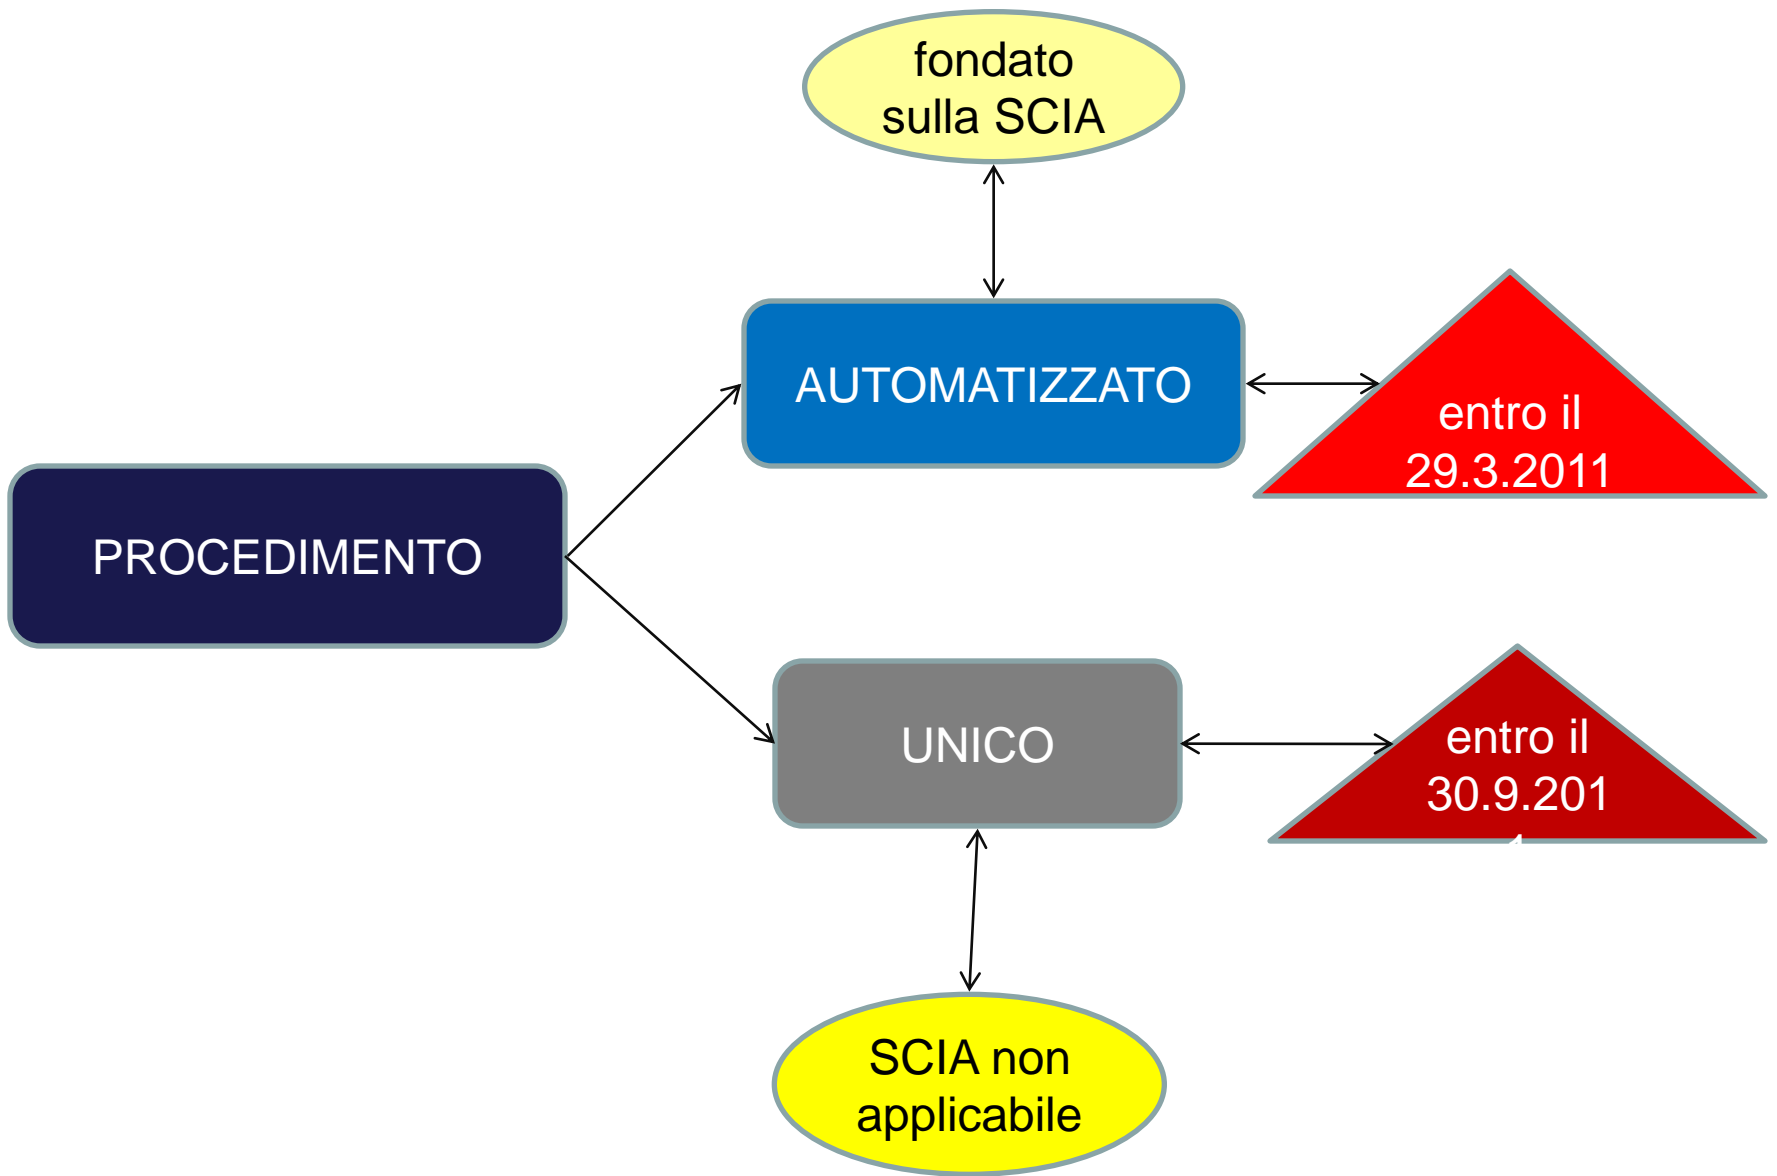 fondato
sulla SCIA
AUTOMATIZZATO
entro il
29.3.2011
PROCEDIMENTO
UNICO
entro il
30.9.201
1
SCIA non
applicabile